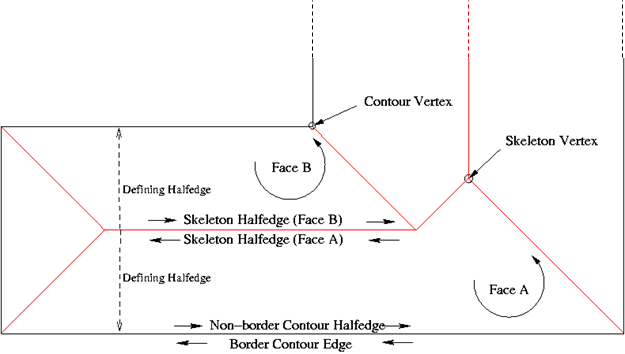 Contour Vertex
Skeleton Vertex
Face B
Defining Halfedge
Skeleton Halfedge (Face B)
Skeleton Halfedge (Face A)
Defining Halfedge
Face A
Non-border Contour Halfedge
Border Contour Edge